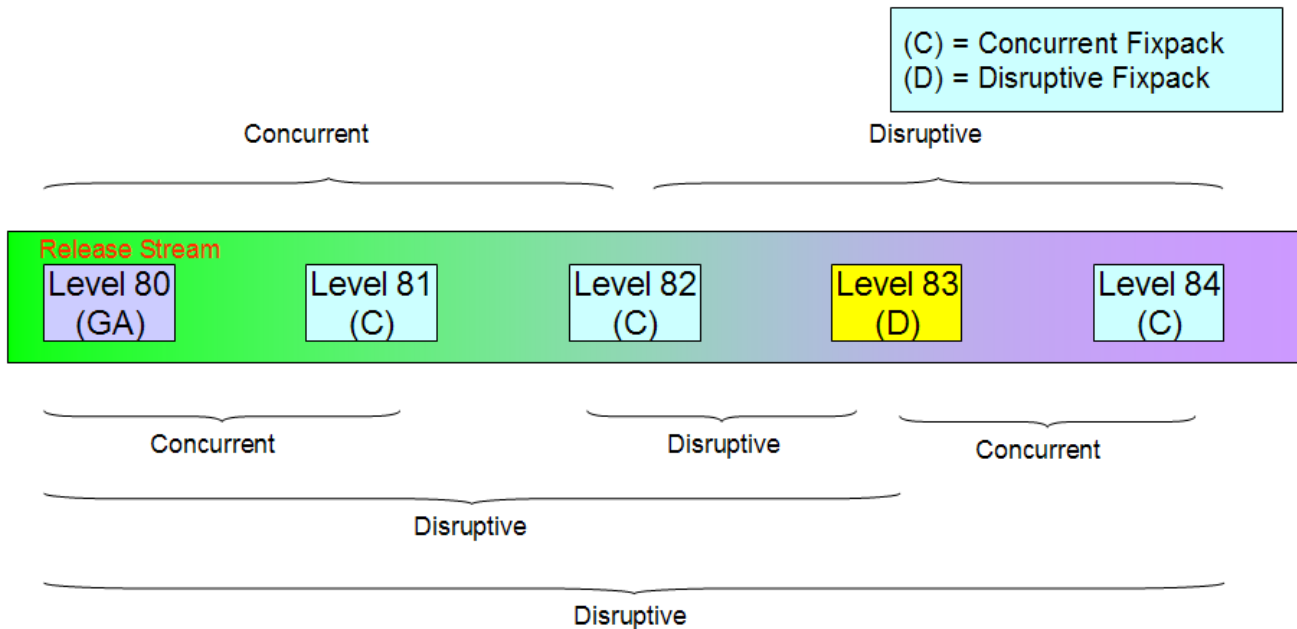 (C) = Concurrent Fixpack
(D) = Disruptive Fixpack
Concurrent
Disruptive
Release Stream
Level 80
(GA)
Level 81
(C)
Level 82
(C)
Level 83
(D)
Level 84
(C)
Concurrent
Disruptive
Concurrent
Disruptive
Disruptive